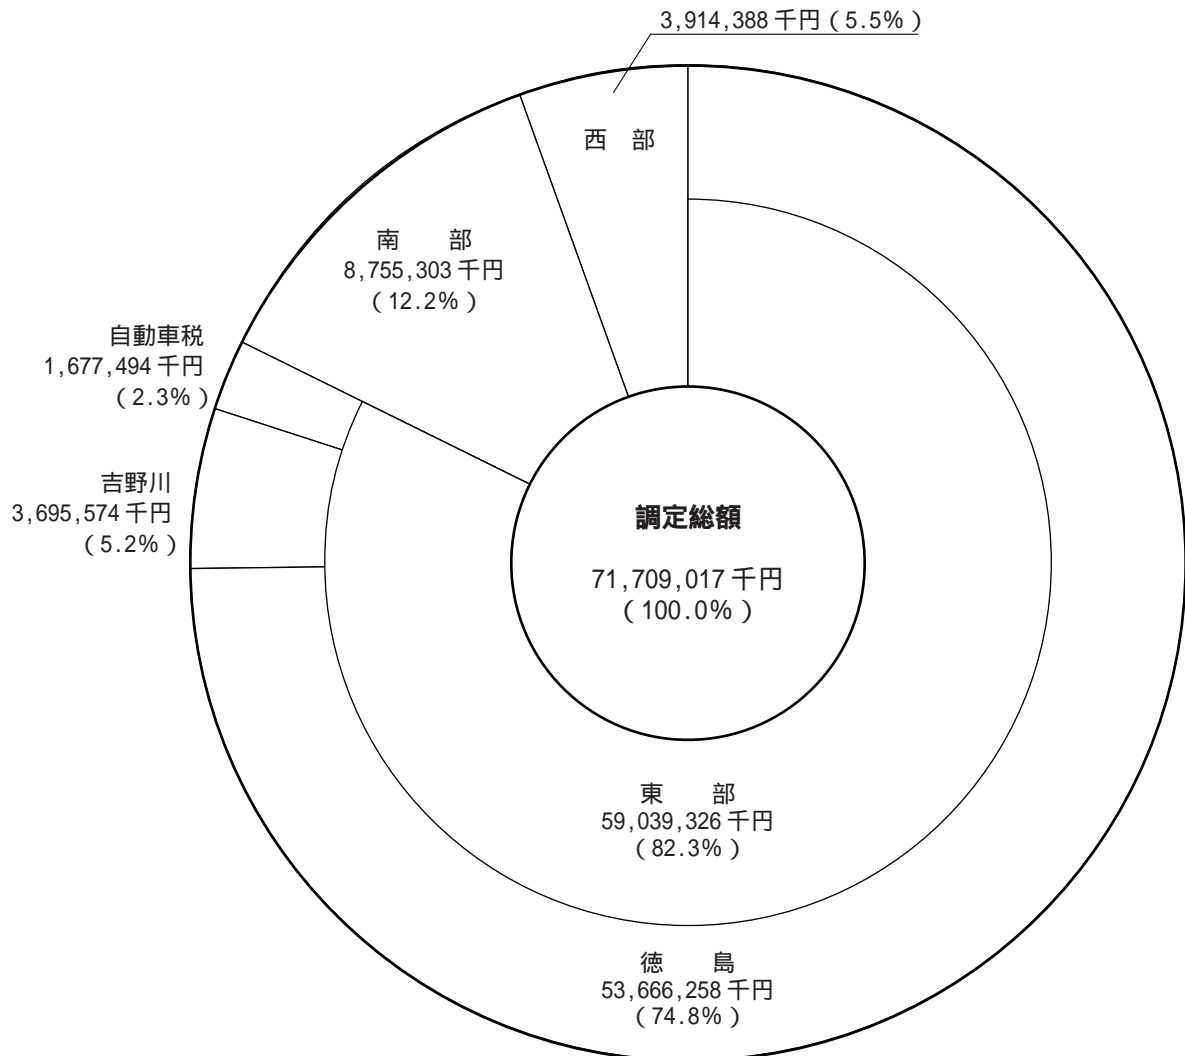 3,914,388 千円 ( 5.5% )
西　部
南　　部
8,755,303 千円
( 12.2% )
自動車税
1,677,494 千円
( 2.3% )
吉野川
3,695,574 千円
( 5.2% )
調定総額
71,709,017 千円
( 100.0% )
東　　部
59,039,326 千円
( 82.3% )
徳　　島
53,666,258 千円
(74.8% )